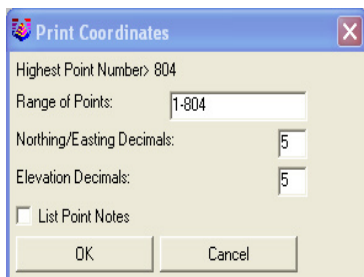 Print Coordinates
Highest Point Number> 804
Range of Points: 1-804
Northing/Easting Decimals: 5
Elevation Decimals: 5
List Point Notes
OK Cancel